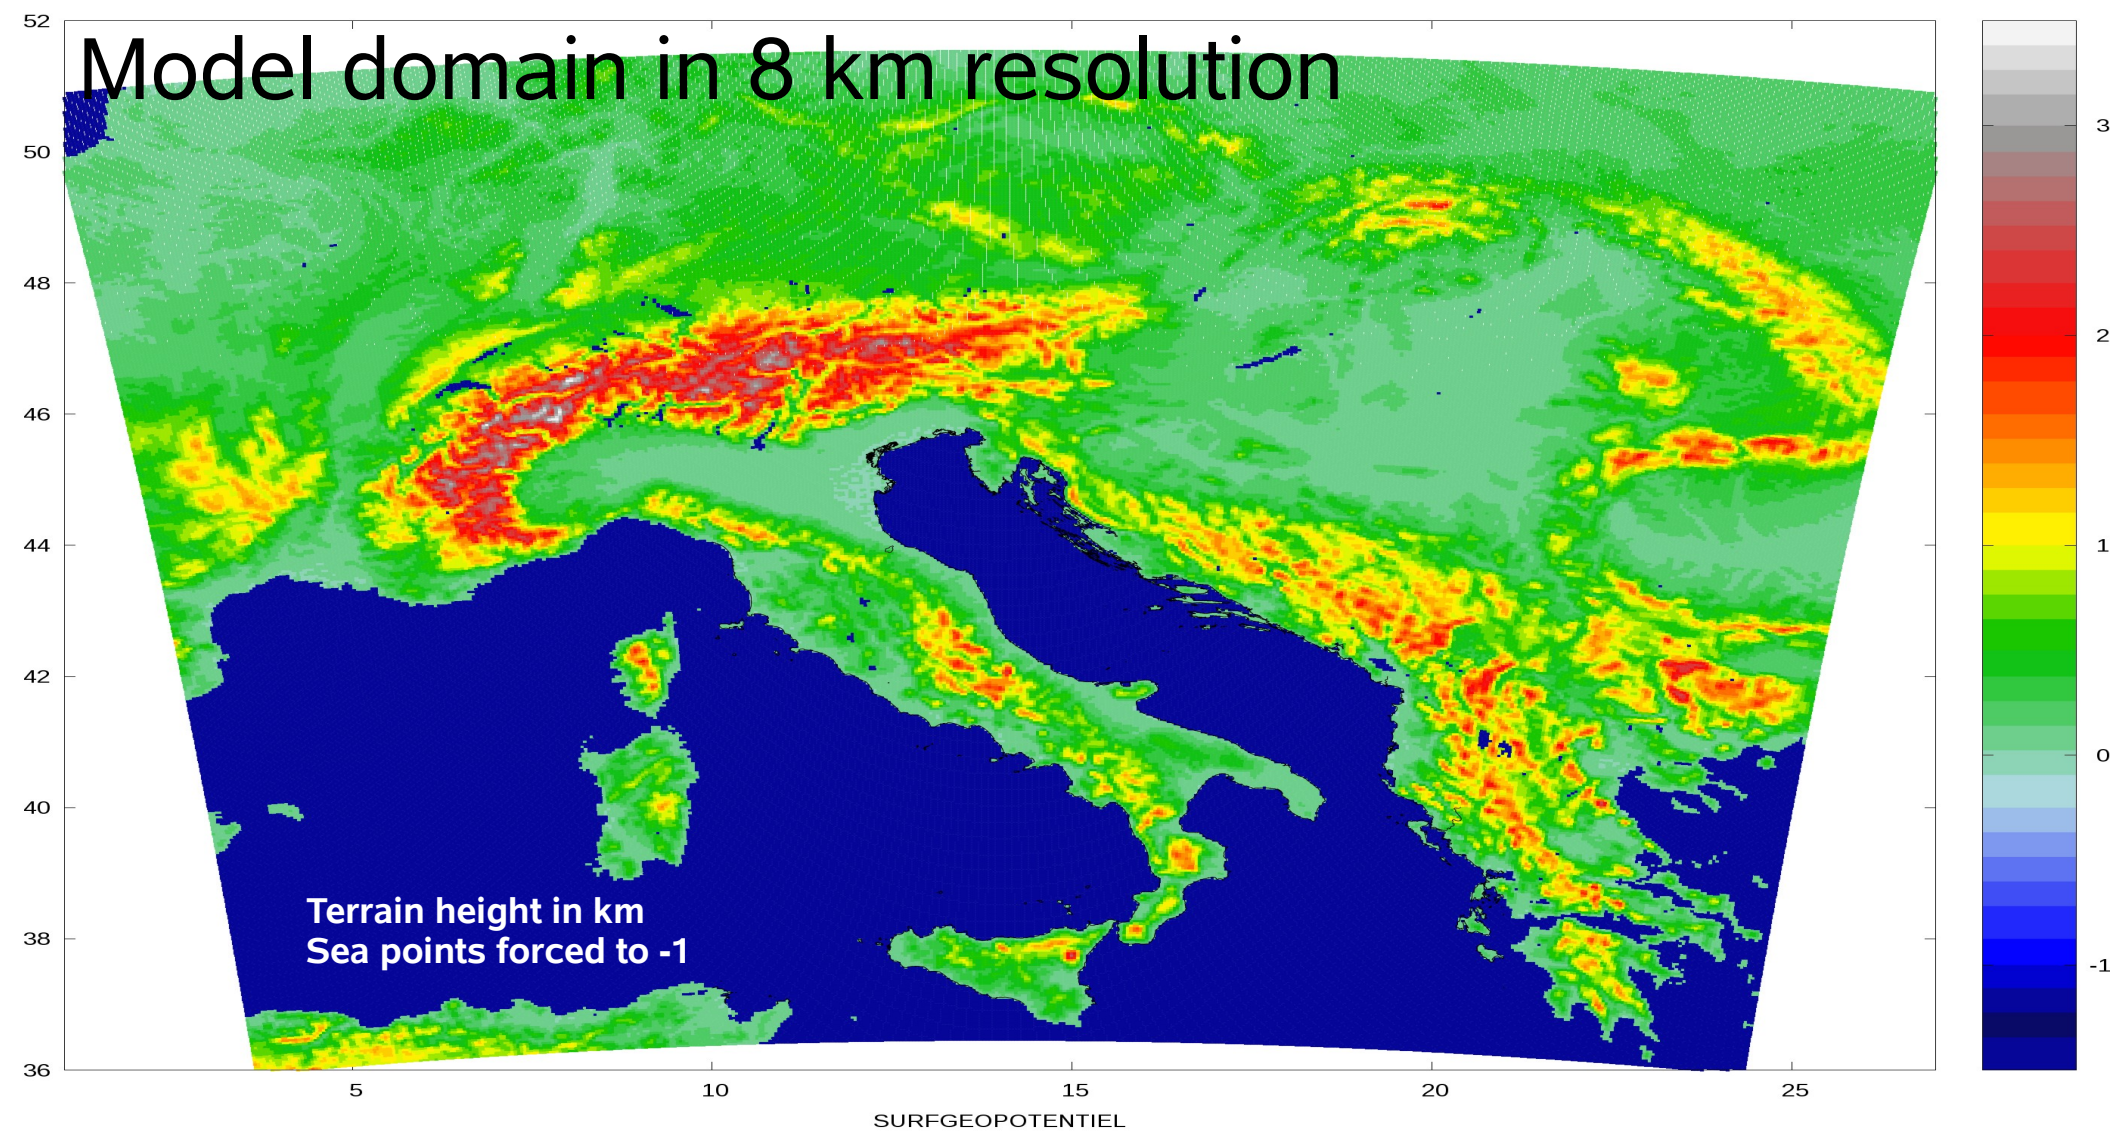 Model domain in 8 km resolution
52
50
48
46
44
42
40
38
36
Terrain height in km
Sea points forced to -1
5 10 15 20 25
SURFGEOPOTENTIEL
3
2
1
0
-1